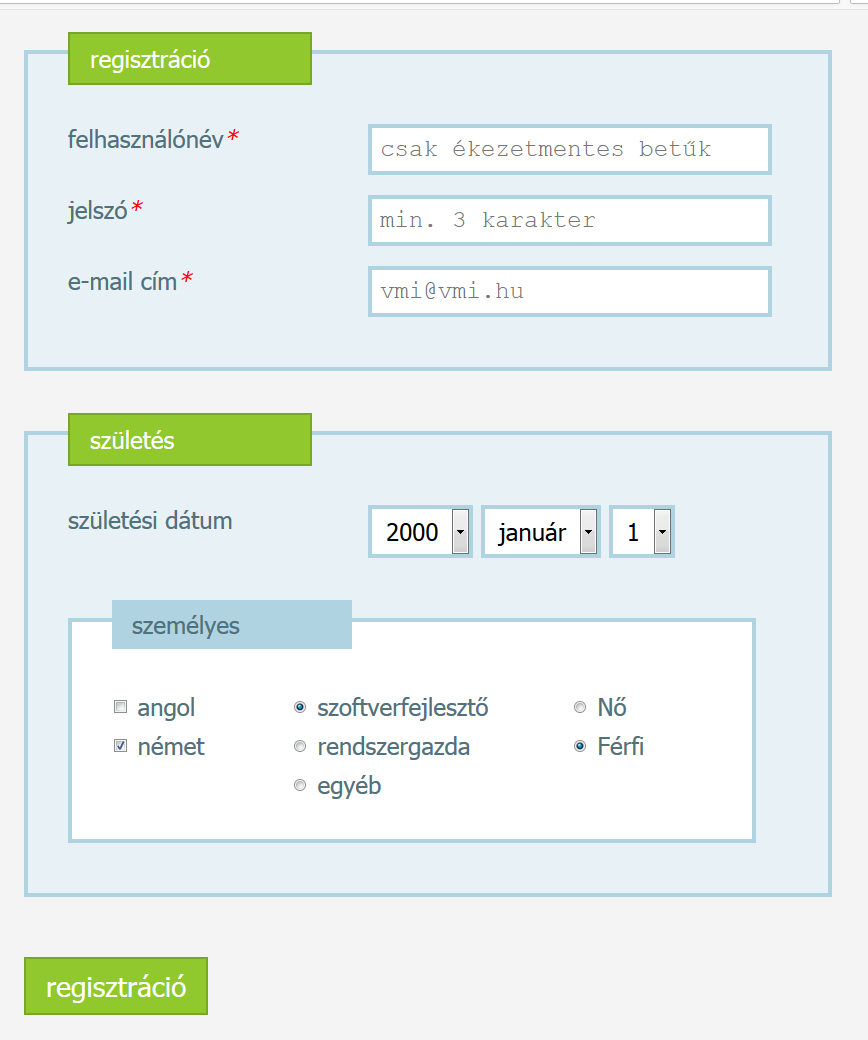 regisztráció
felhasználónév* csak ékezetmentes betűk
jelszó* min. 3 karakter
e-mail cím* vmi@vmi.hu
születés
születési dátum 2000 január 1
személyes
angol szoftverfejlesztő Nő
német rendszergazda Férfi
egyéb
regisztráció